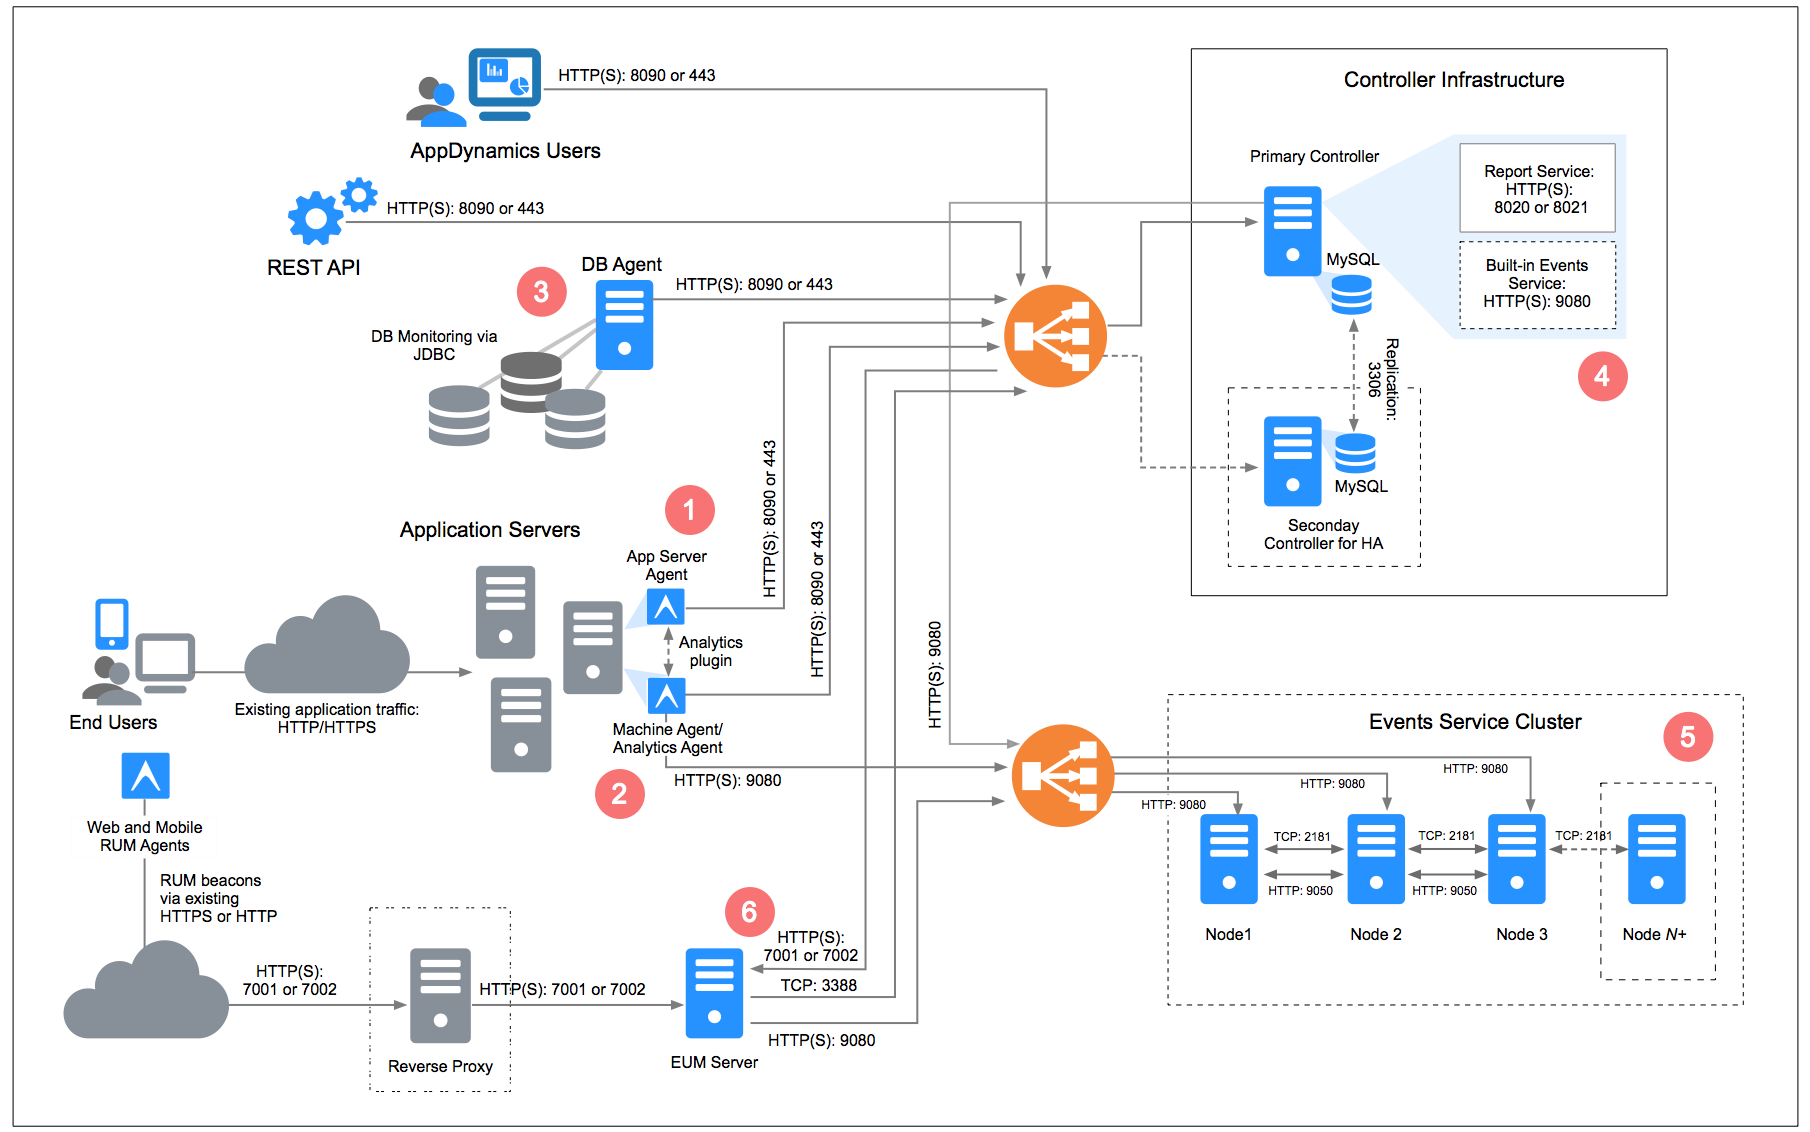 HTTP(S): 8090 or 443
AppDynamics Users
HTTP(S): 8090 or 443
REST API
3
DB Agent
HTTP(S): 8090 or 443
DB Monitoring via
JDBC
Controller Infrastructure
Primary Controller
Report Service:
HTTP(S):
8020 or 8021
MySQL
Built-in Events
Service:
HTTP(S): 9080
Replication:
3306
4
MySQL
Seconday
Controller for HA
Application Servers
1
App Server
Agent
HTTP(S): 8090 or 443
HTTP(S): 8090 or 443
Analytics
plugin
Machine Agent/
Analytics Agent
2
HTTP(S): 9080
HTTP(S): 9080
End Users
Existing application traffic:
HTTP/HTTPS
Web and Mobile
RUM Agents
RUM beacons
via existing
HTTPS or HTTP
HTTP(S):
7001 or 7002
Reverse Proxy
HTTP(S): 7001 or 7002
6
HTTP(S):
7001 or 7002
TCP: 3388
HTTP(S): 9080
EUM Server
Events Service Cluster
5
HTTP: 9080
HTTP: 9080
HTTP: 9080
TCP: 2181
TCP: 2181
TCP: 2181
HTTP: 9050
HTTP: 9050
Node1
Node 2
Node 3
Node N+